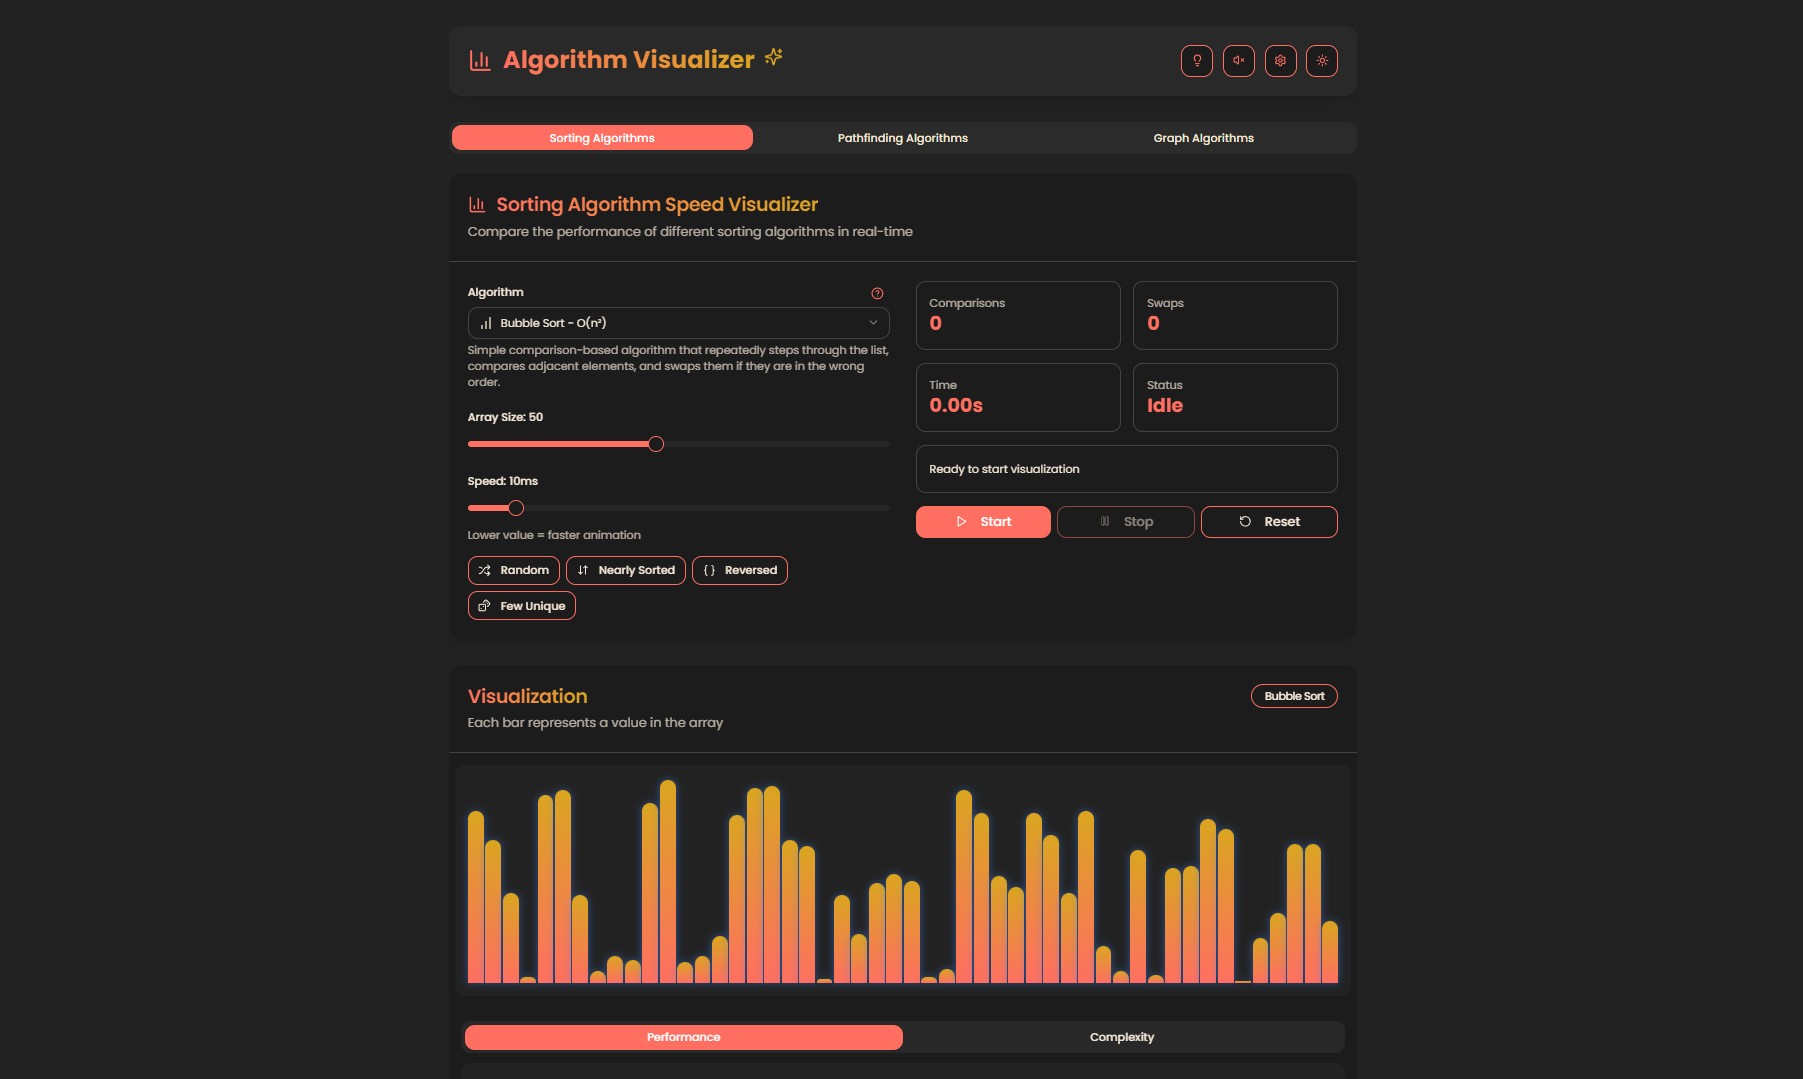 Algorithm Visualizer
Sorting Algorithms
Pathfinding Algorithms
Graph Algorithms
Sorting Algorithm Speed Visualizer
Compare the performance of different sorting algorithms in real-time
Algorithm
Bubble Sort - O(n²)
Simple comparison-based algorithm that repeatedly steps through the list,
compares adjacent elements, and swaps them if they are in the wrong
order.
Array Size: 50
Speed: 10ms
Lower value = faster animation
Random
Nearly Sorted
Reversed
Few Unique
Comparisons
0
Swaps
0
Time
0.00s
Status
Idle
Ready to start visualization
Start
Stop
Reset
Visualization
Bubble Sort
Each bar represents a value in the array
Performance
Complexity